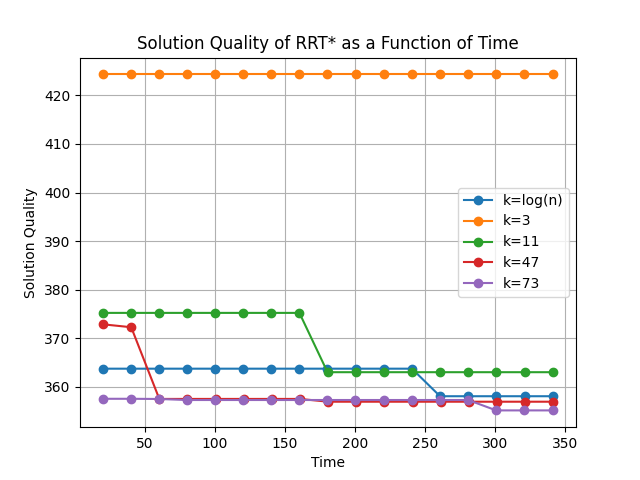 Solution Quality of RRT* as a Function of Time
Solution Quality
420
410
400
390
380
370
360
k=log(n)
k=3
k=11
k=47
k=73
50 100 150 200 250 300 350
Time